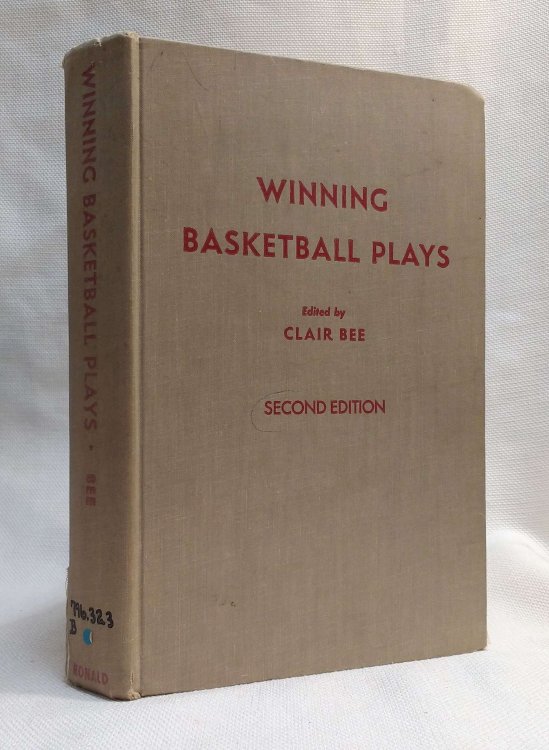 WINNING
BASKETBALL PLAYS
Edited by
CLAIR BEE
SECOND EDITION
WINNING BASKETBALL PLAYS • BEE
796.323
B
RONALD